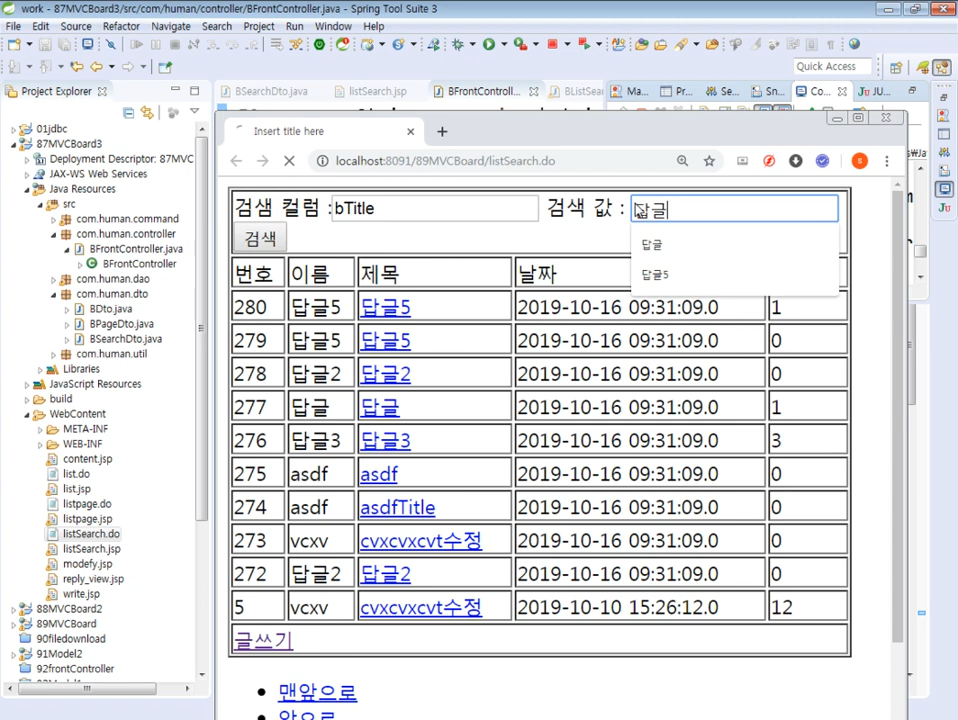 work - 87MVCBoard3/src/com/human/controller/BFrontController.java - Spring Tool Suite 3
File Edit Source Refactor Navigate Search Project Run Window Help
Quick Access
Project Explorer
BSearchDto.java
listSearch.jsp
BFrontControll...
BListSear
Ma...
Pr...
Se...
Sn...
Co...
JU...
01jdbc
87MVCBoard3
Deployment Descriptor: 87MVC
JAX-WS Web Services
Java Resources
src
com.human.command
com.human.controller
BFrontController.java
BFrontController
com.human.dao
com.human.dto
BDto.java
BPageDto.java
BSearchDto.java
com.human.util
Libraries
JavaScript Resources
build
WebContent
META-INF
WEB-INF
content.jsp
list.do
list.jsp
listpage.do
listpage.jsp
listSearch.do
listSearch.jsp
modefy.jsp
reply_view.jsp
write.jsp
88MVCBoard2
89MVCBoard
90filedownload
91Model2
92frontController
Insert title here
localhost:8091/89MVCBoard/listSearch.do
s
검샘 컬럼 : bTitle 검색 값 : 답글
답글
답글5
검색
번호 이름 제목 날짜
280 답글5 답글5 2019-10-16 09:31:09.0 1
279 답글5 답글5 2019-10-16 09:31:09.0 0
278 답글2 답글2 2019-10-16 09:31:09.0 0
277 답글 답글 2019-10-16 09:31:09.0 1
276 답글3 답글3 2019-10-16 09:31:09.0 3
275 asdf asdf 2019-10-16 09:31:09.0 0
274 asdf asdfTitle 2019-10-16 09:31:09.0 0
273 vcxv cvxcvxcvt수정 2019-10-16 09:31:09.0 0
272 답글2 답글2 2019-10-16 09:31:09.0 0
5 vcxv cvxcvxcvt수정 2019-10-10 15:26:12.0 12
글쓰기
맨앞으로
앞으로